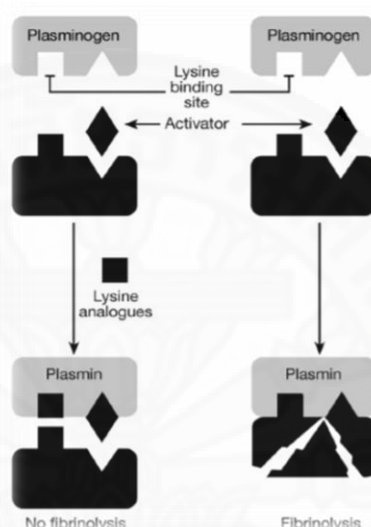 Plasminogen
Plasminogen
Lysine
binding
site
Activator
Lysine
analogues
Plasmin
Plasmin
No fibrinolysis
Fibrinolysis